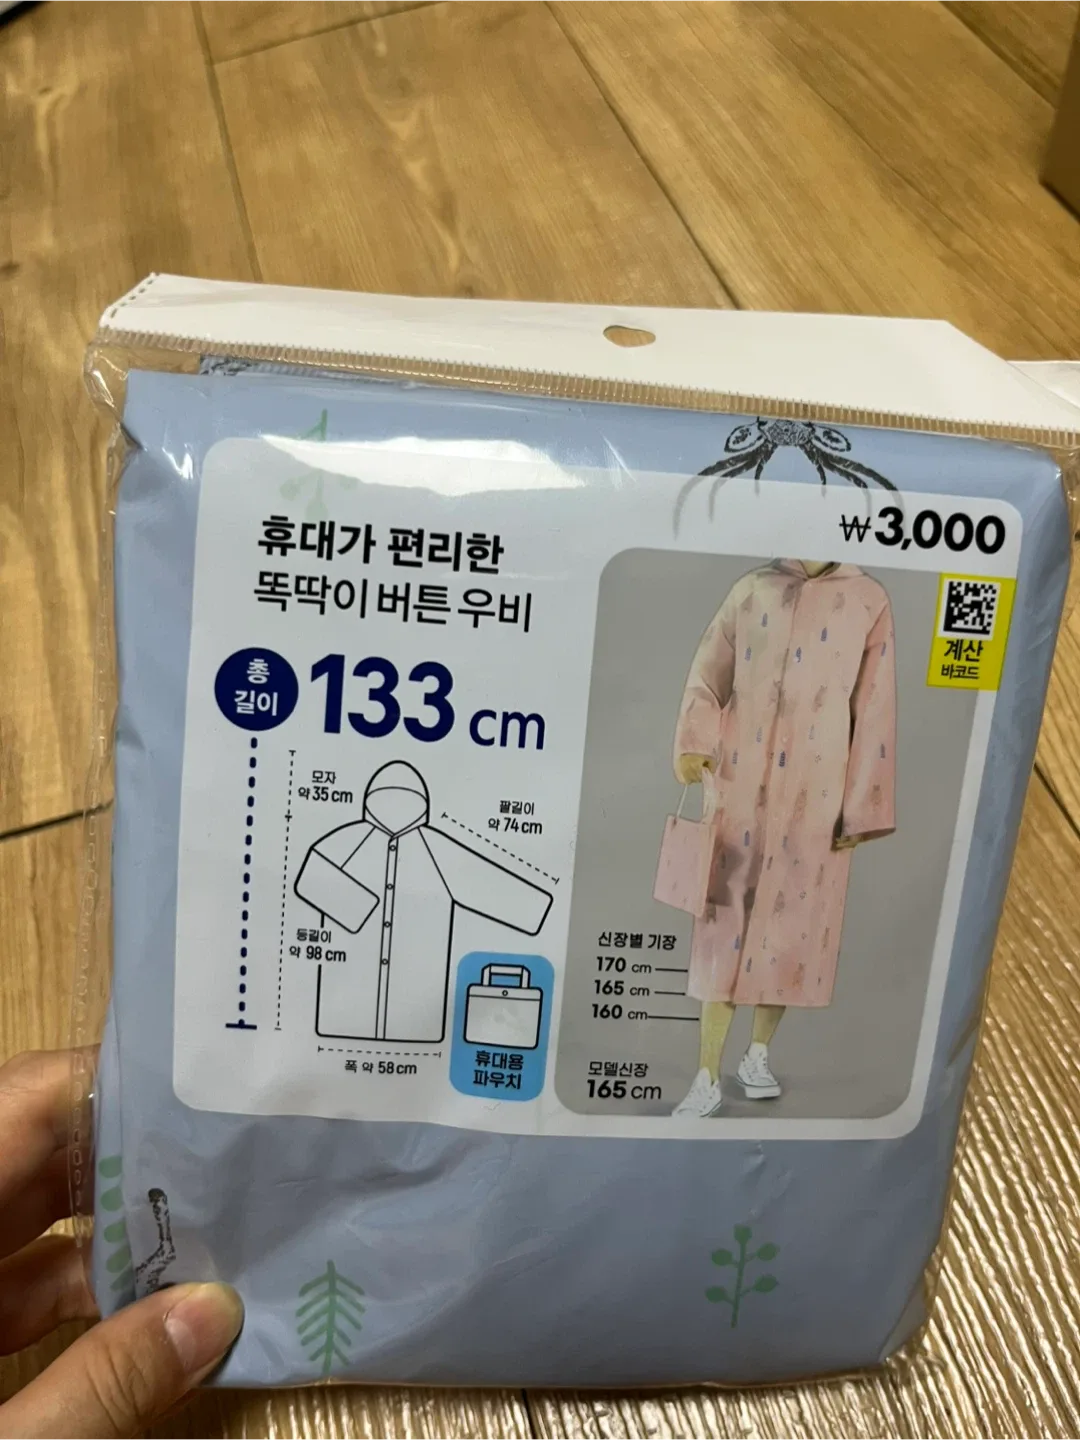 휴대가 편리한
똑딱이 버튼 우비
₩3,000
계산
바코드
총
길이
133 cm
모자
약 35 cm
팔길이
약 74 cm
등길이
약 98 cm
폭 약 58 cm
휴대용
파우치
신장별 기장
170 cm
165 cm
160 cm
모델신장
165 cm